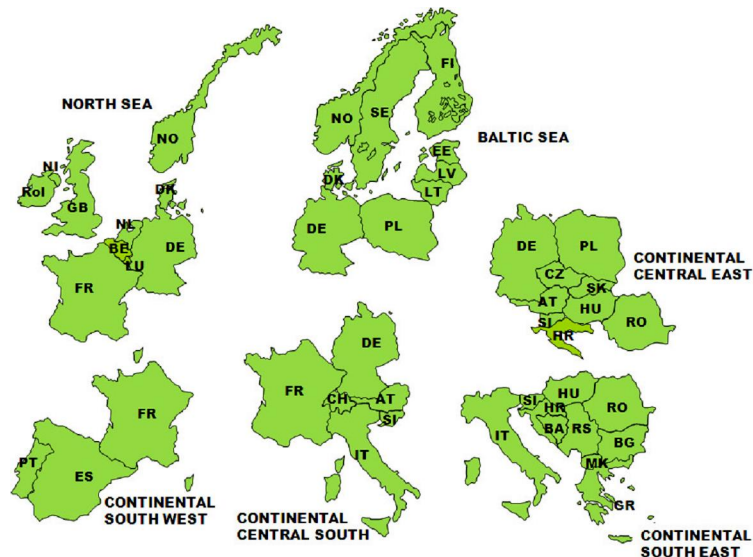 NORTH SEA
NO
NI
RoI
GB
DK
NL
BE
LU
DE
FR
FI
NO
SE
BALTIC SEA
EE
LV
LT
DK
DE
PL
DE
PL
CONTINENTAL
CENTRAL EAST
CZ
SK
AT
HU
SI
HR
RO
FR
PT
ES
CONTINENTAL
SOUTH WEST
DE
FR
CH
AT
SI
IT
CONTINENTAL
CENTRAL SOUTH
SI
HU
HR
RO
IT
BA
RS
BG
MK
GR
CONTINENTAL
SOUTH EAST